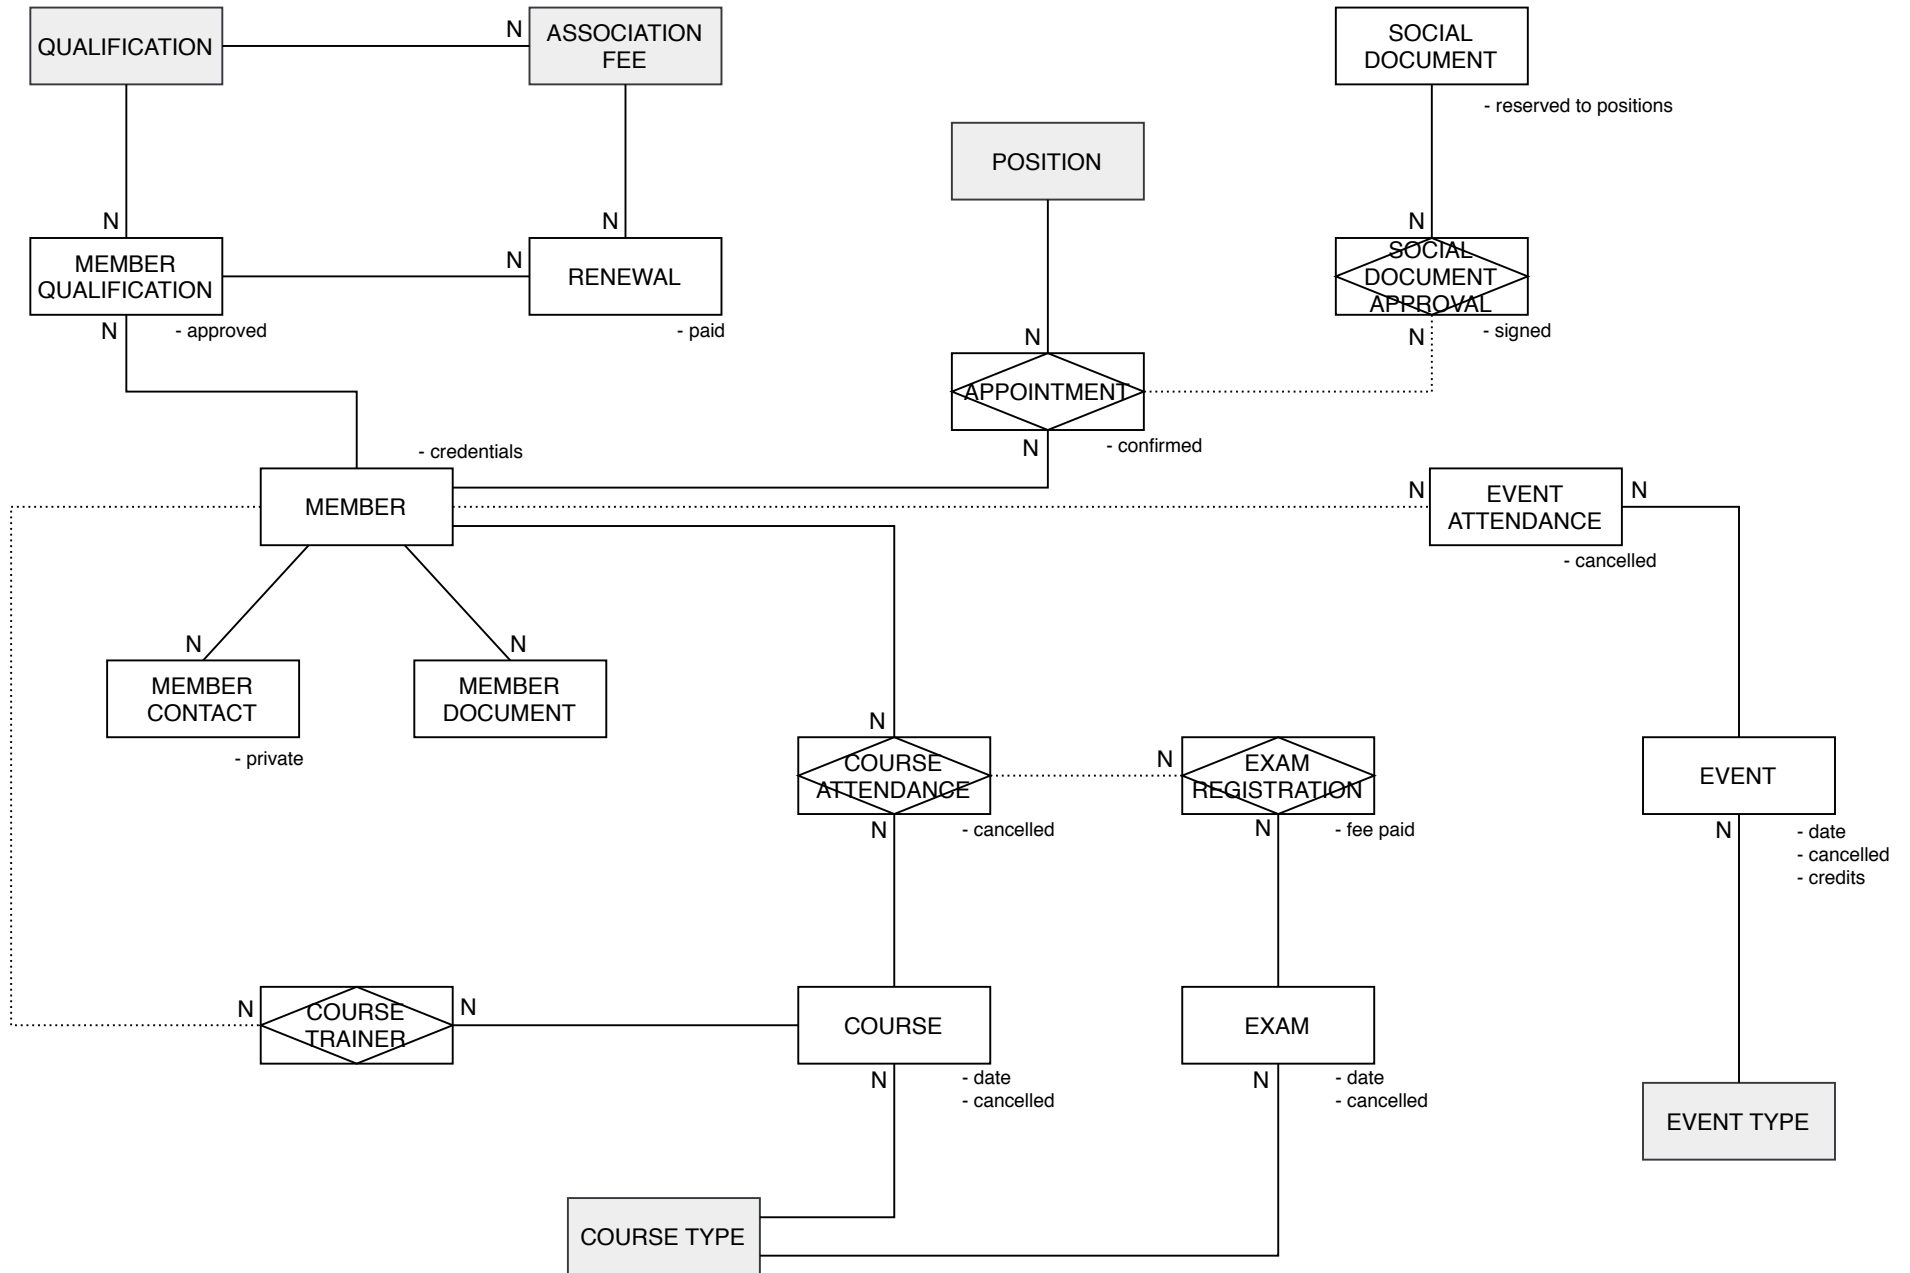 QUALIFICATION
N
ASSOCIATION
FEE
SOCIAL
DOCUMENT
- reserved to positions
POSITION
N
N
N
MEMBER
QUALIFICATION
N
RENEWAL
SOCIAL
DOCUMENT
APPROVAL
N
- approved
- paid
N
- signed
N
APPOINTMENT
N
- confirmed
- credentials
MEMBER
N
EVENT
ATTENDANCE
N
- cancelled
N
N
MEMBER
CONTACT
MEMBER
DOCUMENT
- private
N
COURSE
ATTENDANCE
N
EXAM
REGISTRATION
EVENT
N
- cancelled
N
- fee paid
N
- date
- cancelled
- credits
N
COURSE
TRAINER
N
COURSE
EXAM
N
- date
- cancelled
N
- date
- cancelled
EVENT TYPE
COURSE TYPE